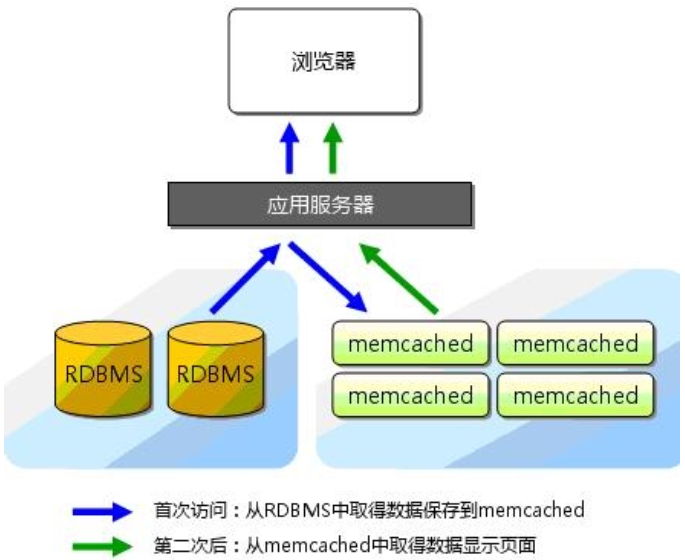 浏览器
应用服务器
RDBMS RDBMS
memcached memcached
memcached memcached
首次访问：从RDBMS中取得数据保存到memcached
第二次后：从memcached中取得数据显示页面